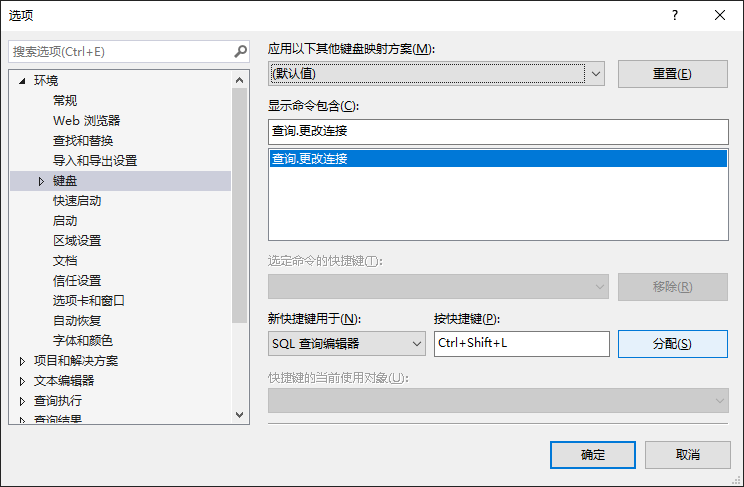 选项
搜索选项(Ctrl+E)
环境
常规
Web 浏览器
查找和替换
导入和导出设置
键盘
快速启动
启动
区域设置
文档
信任设置
选项卡和窗口
自动恢复
字体和颜色
项目和解决方案
文本编辑器
查询执行
查询结果
应用以下其他键盘映射方案(M):
(默认值)
重置(E)
显示命令包含(C):
查询.更改连接
查询.更改连接
选定命令的快捷键(T):
移除(R)
新快捷键用于(N):
按快捷键(P):
SQL 查询编辑器
Ctrl+Shift+L
分配(S)
快捷键的当前使用对象(U):
确定
取消